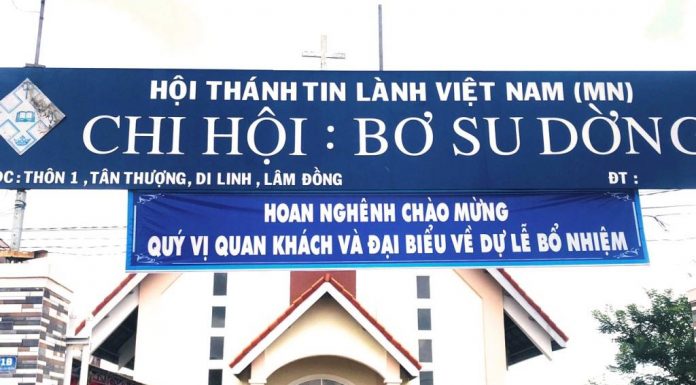 HỘI THÁNH TIN LÀNH VIỆT NAM (MN)
CHI HỘI : BƠ SU DỜNG
ĐC : THÔN 1 , TÂN THƯỢNG, DI LINH , LÂM ĐỒNG ĐT :
HOAN NGHÊNH CHÀO MỪNG
QUÝ VỊ QUAN KHÁCH VÀ ĐẠI BIỂU VỀ DỰ LỄ BỔ NHIỆM